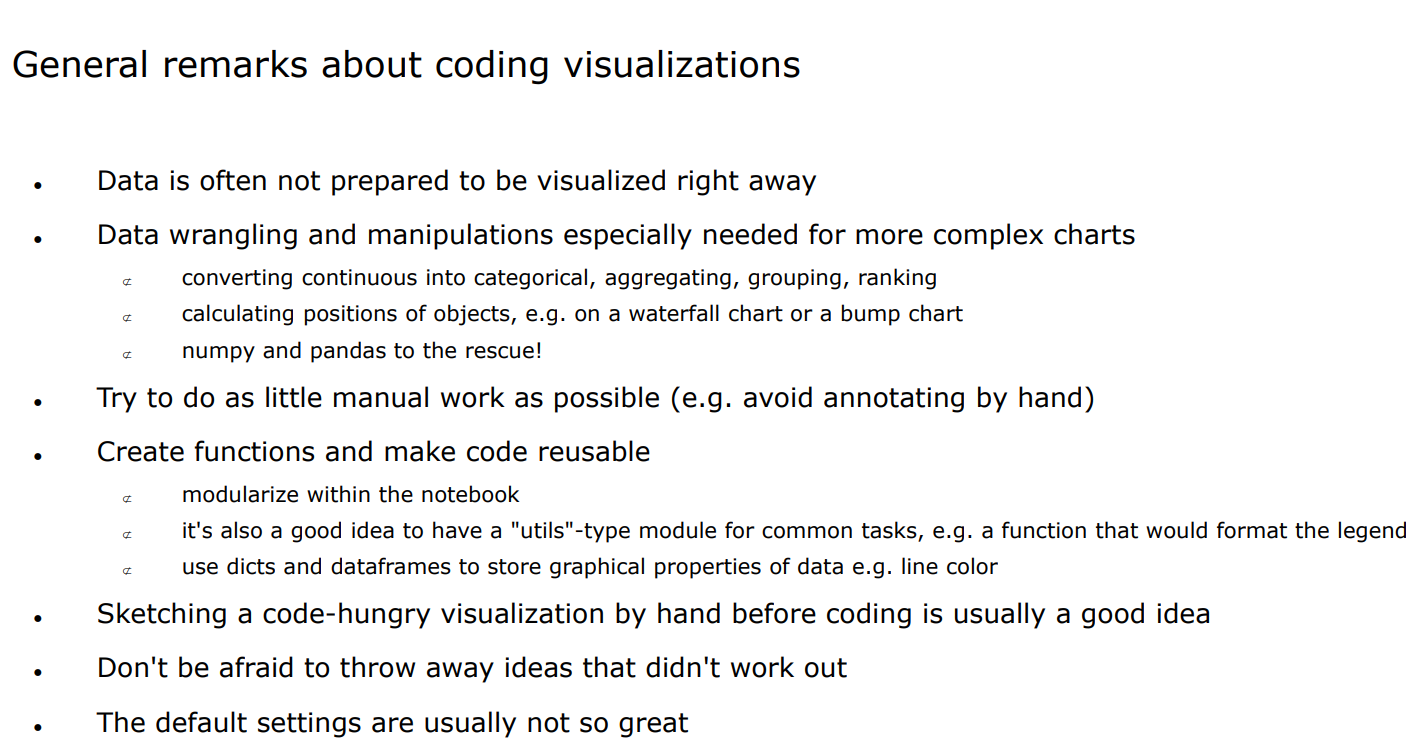 General remarks about coding visualizations
• Data is often not prepared to be visualized right away
• Data wrangling and manipulations especially needed for more complex charts
⊄ converting continuous into categorical, aggregating, grouping, ranking
⊄ calculating positions of objects, e.g. on a waterfall chart or a bump chart
⊄ numpy and pandas to the rescue!
• Try to do as little manual work as possible (e.g. avoid annotating by hand)
• Create functions and make code reusable
⊄ modularize within the notebook
⊄ it's also a good idea to have a "utils"-type module for common tasks, e.g. a function that would format the legend
⊄ use dicts and dataframes to store graphical properties of data e.g. line color
• Sketching a code-hungry visualization by hand before coding is usually a good idea
• Don't be afraid to throw away ideas that didn't work out
• The default settings are usually not so great